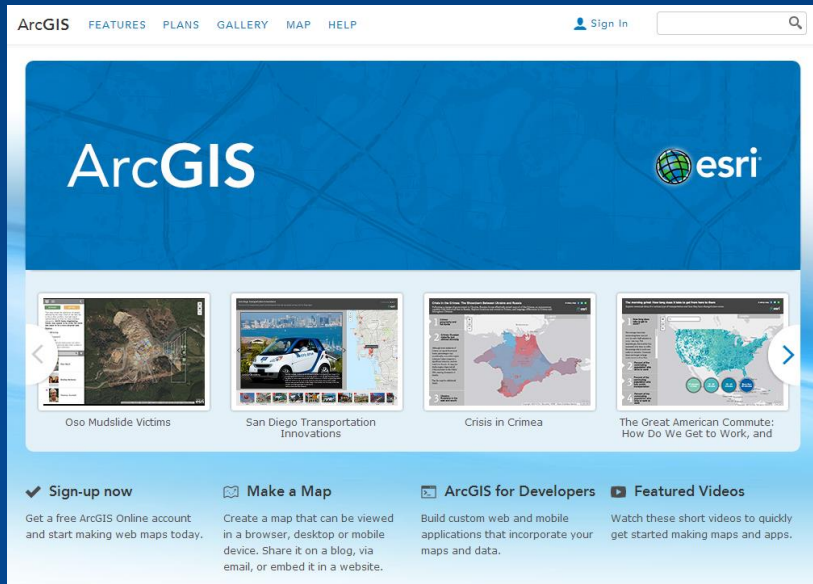 ArcGIS FEATURES PLANS GALLERY MAP HELP Sign In
ArcGIS
esri
Oso Mudslide Victims
San Diego Transportation
Innovations
Crisis in Crimea
The Great American Commute:
How Do We Get to Work, and
Sign-up now
Get a free ArcGIS Online account
and start making web maps today.
Make a Map
Create a map that can be viewed
in a browser, desktop or mobile
device. Share it on a blog, via
email, or embed it in a website.
ArcGIS for Developers
Build custom web and mobile
applications that incorporate your
maps and data.
Featured Videos
Watch these short videos to quickly
get started making maps and apps.